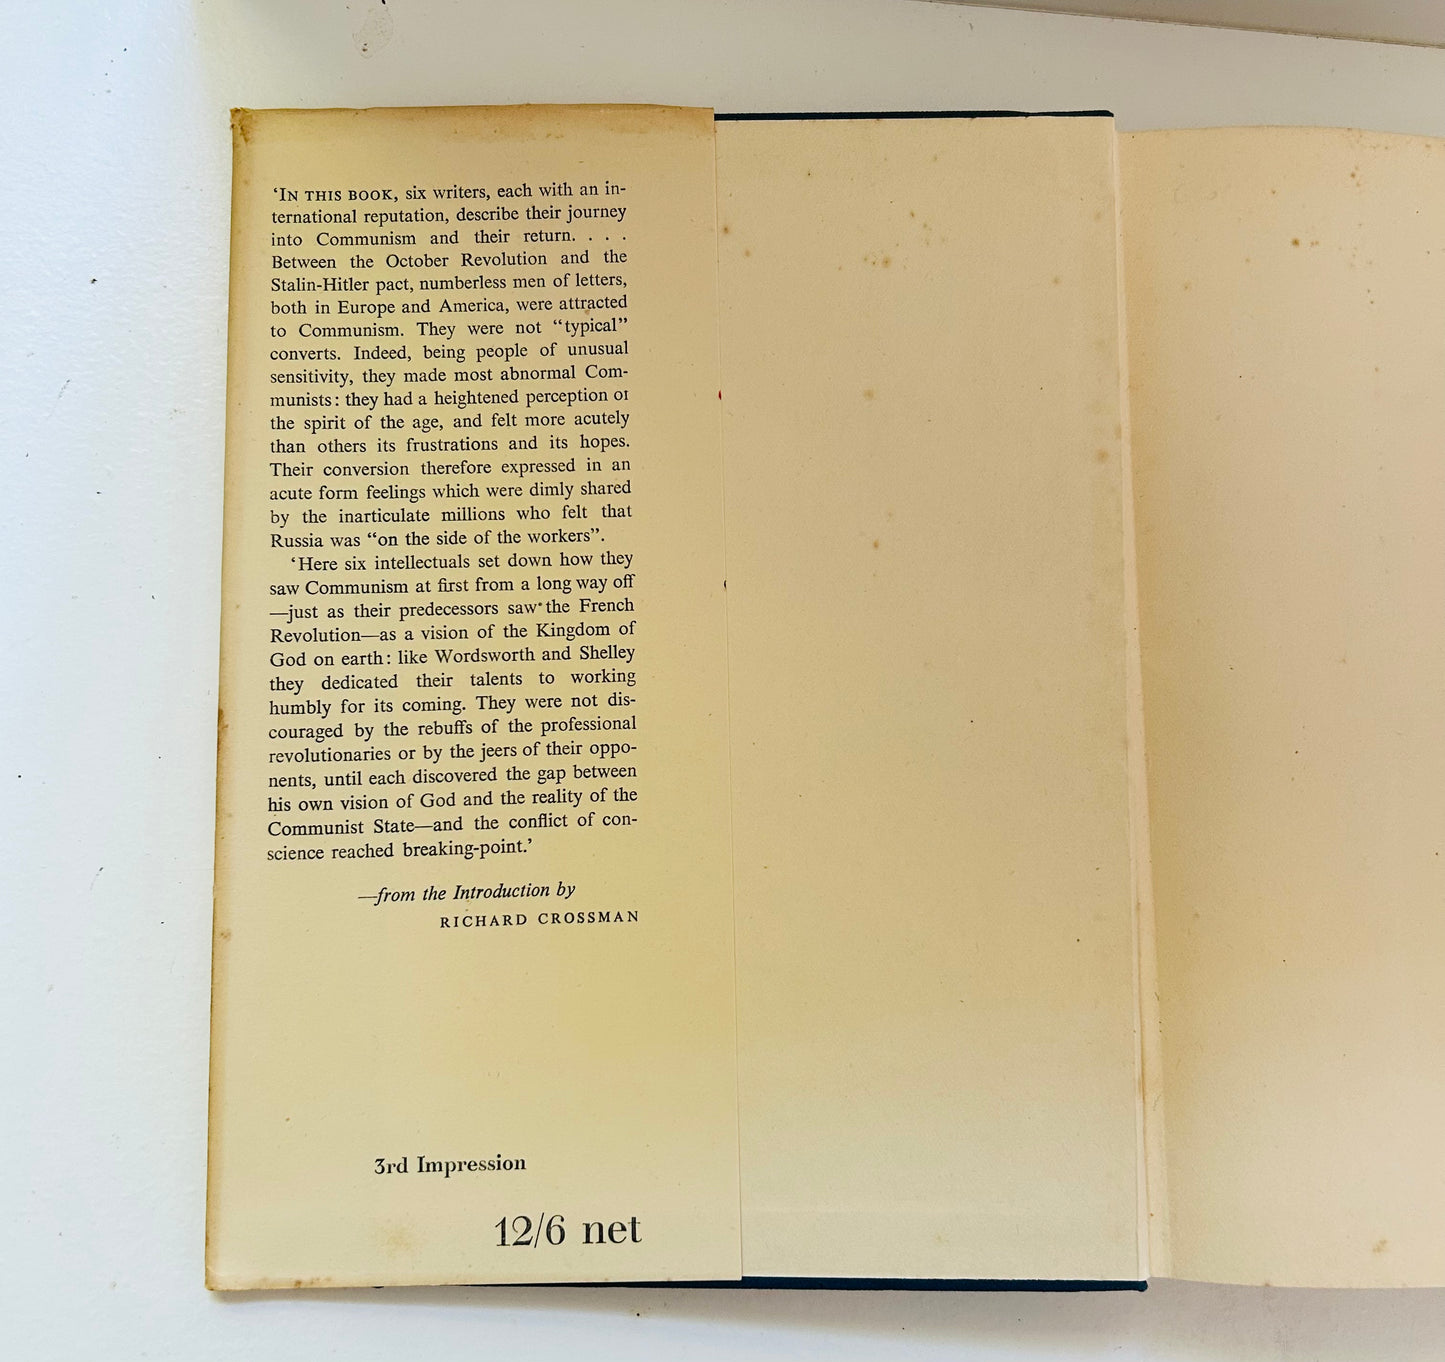 ‘IN THIS BOOK, six writers, each with an in-
ternational reputation, describe their journey
into Communism and their return. . . .
Between the October Revolution and the
Stalin-Hitler pact, numberless men of letters,
both in Europe and America, were attracted
to Communism. They were not “typical”
converts. Indeed, being people of unusual
sensitivity, they made most abnormal Com-
munists: they had a heightened perception of
the spirit of the age, and felt more acutely
than others its frustrations and its hopes.
Their conversion therefore expressed in an
acute form feelings which were dimly shared
by the inarticulate millions who felt that
Russia was “on the side of the workers”.
‘Here six intellectuals set down how they
saw Communism at first from a long way off
—just as their predecessors saw the French
Revolution—as a vision of the Kingdom of
God on earth: like Wordsworth and Shelley
they dedicated their talents to working
humbly for its coming. They were not dis-
couraged by the rebuffs of the professional
revolutionaries or by the jeers of their oppo-
nents, until each discovered the gap between
his own vision of God and the reality of the
Communist State—and the conflict of con-
science reached breaking-point.’
—from the Introduction by
RICHARD CROSSMAN
3rd Impression
12/6 net